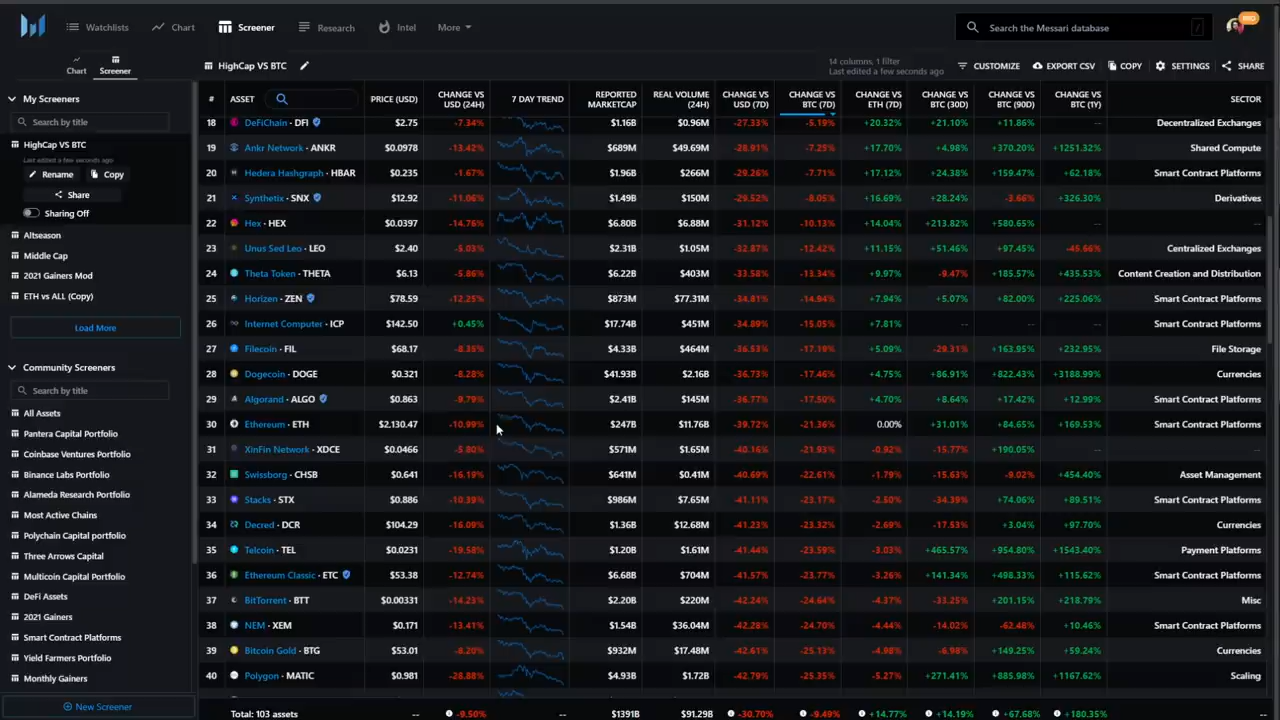 Watchlists Chart Screener Research Intel More Search the Messari database / PRO
Chart Screener HighCap VS BTC 14 columns, 1 filter Last edited a few seconds ago CUSTOMIZE EXPORT CSV COPY SETTINGS SHARE
My Screeners
Search by title
HighCap VS BTC
Last edited a few seconds ago
Rename Copy
Share
Sharing Off
Altseason
Middle Cap
2021 Gainers Mod
ETH vs ALL (Copy)
Load More
Community Screeners
Search by title
All Assets
Pantera Capital Portfolio
Coinbase Ventures Portfolio
Binance Labs Portfolio
Alameda Research Portfolio
Most Active Chains
Polychain Capital portfolio
Three Arrows Capital
Multicoin Capital Portfolio
DeFi Assets
2021 Gainers
Smart Contract Platforms
Yield Farmers Portfolio
Monthly Gainers
New Screener
# ASSET PRICE (USD) CHANGE VS USD (24H) 7 DAY TREND REPORTED MARKETCAP REAL VOLUME (24H) CHANGE VS USD (7D) CHANGE VS BTC (7D) CHANGE VS ETH (7D) CHANGE VS BTC (30D) CHANGE VS BTC (90D) CHANGE VS BTC (1Y) SECTOR
18 DeFiChain · DFI $2.75 -7.34% $1.16B $0.96M -27.33% -5.19% +20.32% +21.10% +11.86% -- Decentralized Exchanges
19 Ankr Network · ANKR $0.0978 -13.42% $689M $49.69M -28.91% -7.25% +17.70% +4.98% +370.20% +1251.32% Shared Compute
20 Hedera Hashgraph · HBAR $0.235 -1.67% $1.96B $266M -29.26% -7.71% +17.12% +24.38% +159.47% +62.18% Smart Contract Platforms
21 Synthetix · SNX $12.92 -11.06% $1.49B $150M -29.52% -8.05% +16.69% +28.24% -3.66% +326.30% Derivatives
22 Hex · HEX $0.0397 -14.76% $6.80B $6.88M -31.12% -10.13% +14.04% +213.82% +580.65% -- --
23 Unus Sed Leo · LEO $2.40 -5.03% $2.31B $1.05M -32.87% -12.42% +11.15% +51.46% +97.45% -45.66% Centralized Exchanges
24 Theta Token · THETA $6.13 -5.86% $6.22B $403M -33.58% -13.34% +9.97% -9.47% +185.57% +435.53% Content Creation and Distribution
25 Horizen · ZEN $78.59 -12.25% $873M $77.31M -34.81% -14.94% +7.94% +5.07% +82.00% +225.06% Smart Contract Platforms
26 Internet Computer · ICP $142.50 +0.45% $17.74B $451M -34.89% -15.05% +7.81% -- -- -- Smart Contract Platforms
27 Filecoin · FIL $68.17 -8.35% $4.33B $464M -36.53% -17.19% +5.09% -29.31% +163.95% +232.95% File Storage
28 Dogecoin · DOGE $0.321 -8.28% $41.93B $2.16B -36.73% -17.46% +4.75% +86.91% +822.43% +3188.99% Currencies
29 Algorand · ALGO $0.863 -9.79% $2.41B $145M -36.77% -17.50% +4.70% +8.64% +17.42% +12.99% Smart Contract Platforms
30 Ethereum · ETH $2,130.47 -10.99% $247B $11.76B -39.72% -21.36% 0.00% +31.01% +84.65% +169.53% Smart Contract Platforms
31 XinFin Network · XDCE $0.0466 -5.80% $571M $1.65M -40.16% -21.93% -0.92% -15.77% +190.05% -- --
32 Swissborg · CHSB $0.641 -16.19% $641M $0.41M -40.69% -22.61% -1.79% -15.63% -9.02% +454.40% Asset Management
33 Stacks · STX $0.886 -10.39% $986M $7.65M -41.11% -23.17% -2.50% -34.39% +74.06% +89.51% Smart Contract Platforms
34 Decred · DCR $104.29 -16.09% $1.36B $12.68M -41.23% -23.32% -2.69% -17.53% +3.04% +97.70% Currencies
35 Telcoin · TEL $0.0231 -19.58% $1.20B $1.61M -41.44% -23.59% -3.03% +465.57% +954.80% +1543.40% Payment Platforms
36 Ethereum Classic · ETC $53.38 -12.74% $6.68B $704M -41.57% -23.77% -3.26% +141.34% +498.33% +115.62% Smart Contract Platforms
37 BitTorrent · BTT $0.00331 -14.23% $2.20B $220M -42.24% -24.64% -4.37% -33.25% +201.15% +218.79% Misc
38 NEM · XEM $0.171 -13.41% $1.54B $36.04M -42.28% -24.70% -4.44% -14.02% -62.48% +10.46% Smart Contract Platforms
39 Bitcoin Gold · BTG $53.01 -8.20% $932M $17.48M -42.61% -25.13% -4.98% -6.98% +149.25% +59.24% Currencies
40 Polygon · MATIC $0.981 -26.88% $4.93B $1.72B -42.79% -25.35% -5.27% +271.41% +885.98% +1167.62% Scaling
Total: 103 assets -- -9.50% -- $1391B $91.29B -30.70% -9.49% +14.77% +14.19% +67.68% +180.35% --